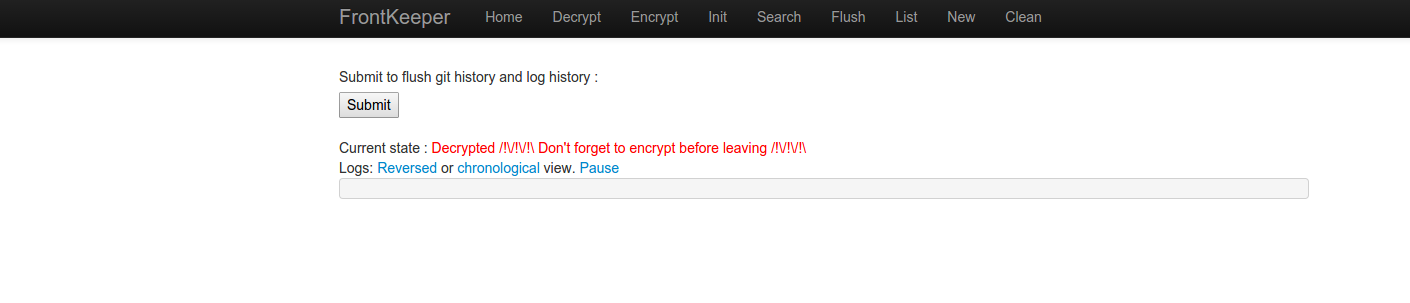 FrontKeeper Home Decrypt Encrypt Init Search Flush List New Clean
Submit to flush git history and log history :
Submit
Current state : Decrypted /!\/!\/!\ Don't forget to encrypt before leaving /!\/!\/!\
Logs: Reversed or chronological view. Pause